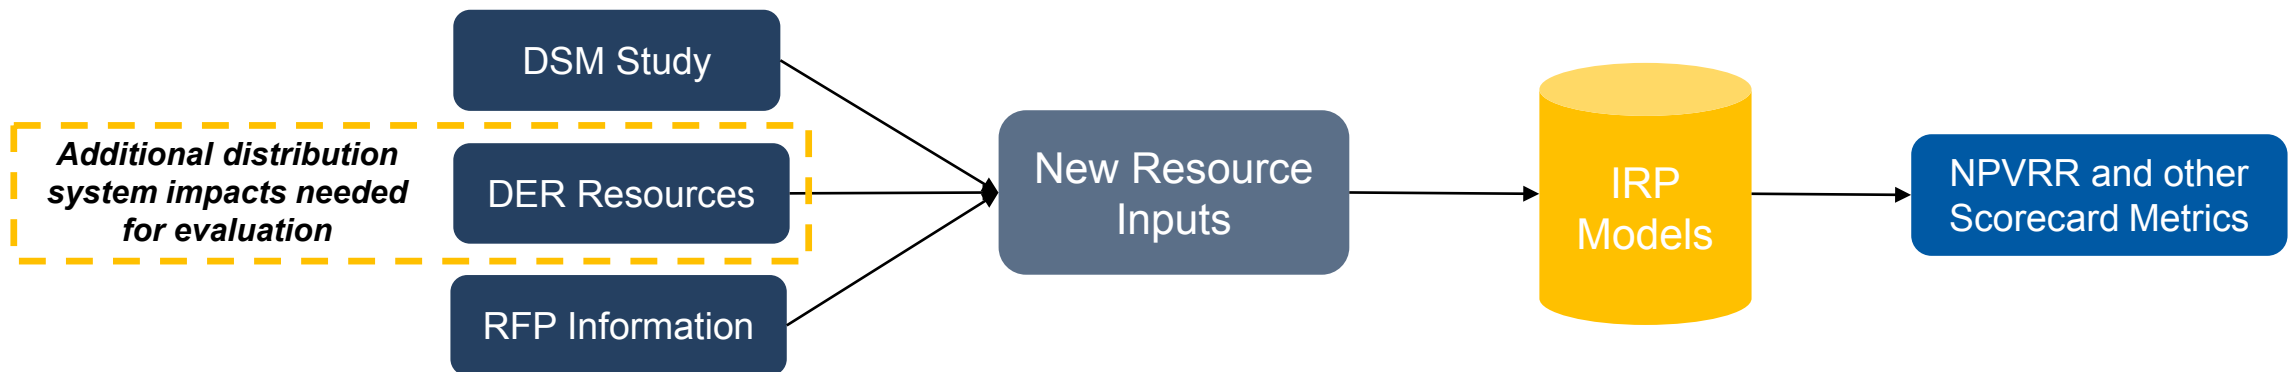 DSM Study
Additional distribution
system impacts needed
for evaluation
DER Resources
RFP Information
New Resource
Inputs
IRP
Models
NPVRR and other
Scorecard Metrics